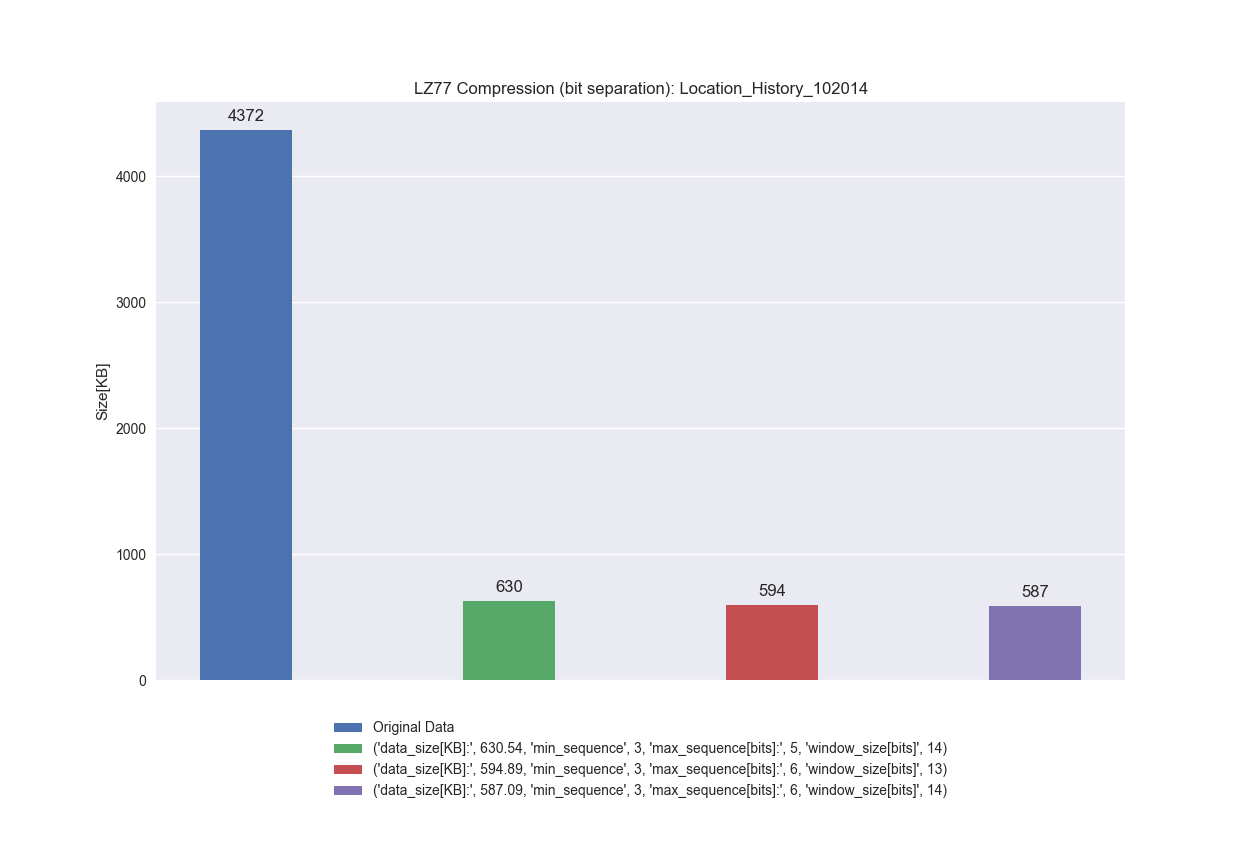 LZ77 Compression (bit separation): Location_History_102014
4372
4000
3000
2000
1000
0
Size[KB]
630
594
587
Original Data
('data_size[KB]:', 630.54, 'min_sequence', 3, 'max_sequence[bits]:', 5, 'window_size[bits]', 14)
('data_size[KB]:', 594.89, 'min_sequence', 3, 'max_sequence[bits]:', 6, 'window_size[bits]', 13)
('data_size[KB]:', 587.09, 'min_sequence', 3, 'max_sequence[bits]:', 6, 'window_size[bits]', 14)